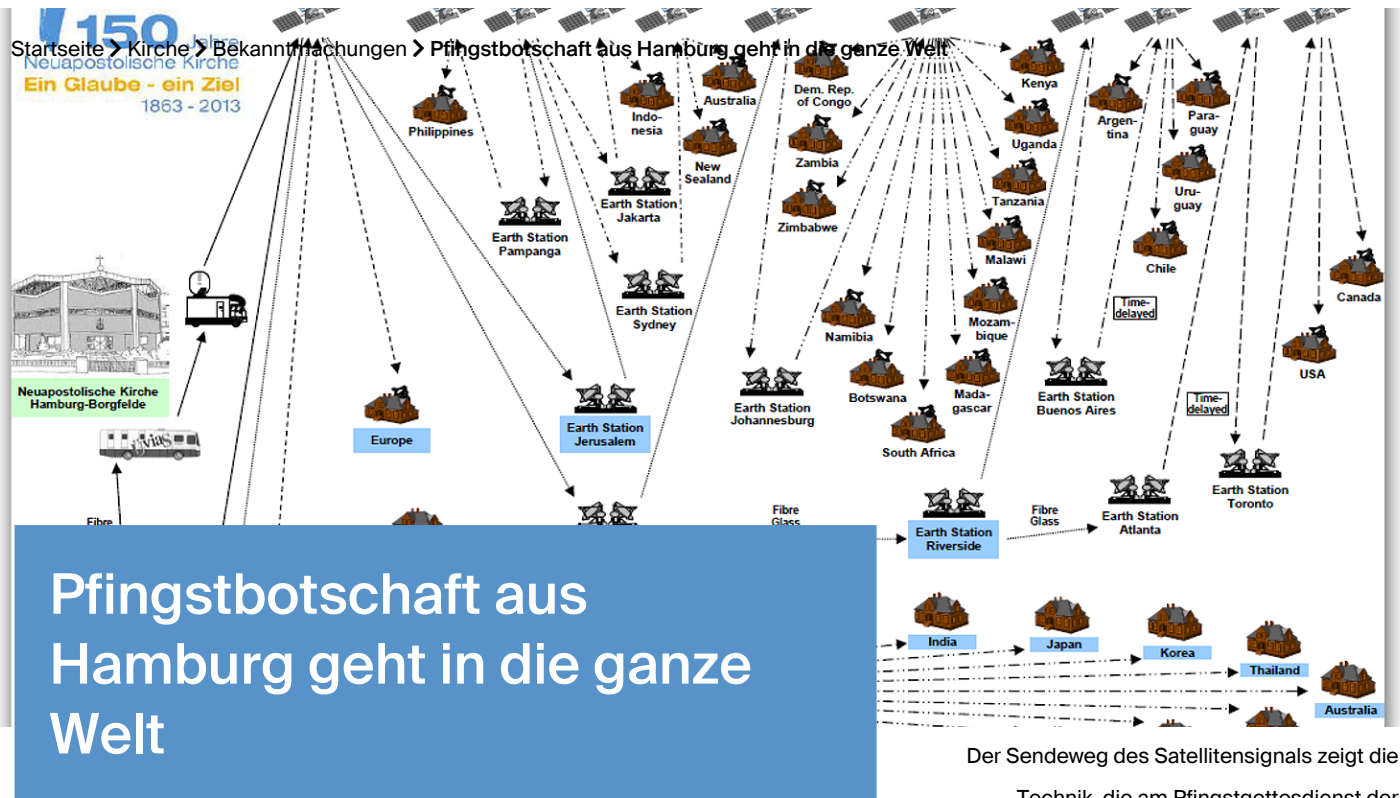 150 Jahre
Neuapostolische Kirche
Ein Glaube - ein Ziel
1863 - 2013
Startseite > Kirche > Bekanntmachungen > Pfingstbotschaft aus Hamburg geht in die ganze Welt
Philippines
Indo-
nesia
Australia
New
Sealand
Dem. Rep.
of Congo
Zambia
Zimbabwe
Kenya
Uganda
Tanzania
Malawi
Mozam-
bique
Mada-
gascar
South Africa
Botswana
Namibia
Argen-
tina
Para-
guay
Uru-
guay
Chile
Canada
USA
Time-
delayed
Time-
delayed
Earth Station
Pampanga
Earth Station
Jakarta
Earth Station
Sydney
Earth Station
Jerusalem
Earth Station
Johannesburg
Earth Station
Buenos Aires
Earth Station
Riverside
Earth Station
Atlanta
Earth Station
Toronto
Neuapostolische Kirche
Hamburg-Borgfelde
vias
Europe
Fibre
Fibre
Glass
Fibre
Glass
India
Japan
Korea
Thailand
Australia
Pfingstbotschaft aus
Hamburg geht in die ganze
Welt
Der Sendeweg des Satellitensignals zeigt die
Technik, die am Pfingstgottesdienst der